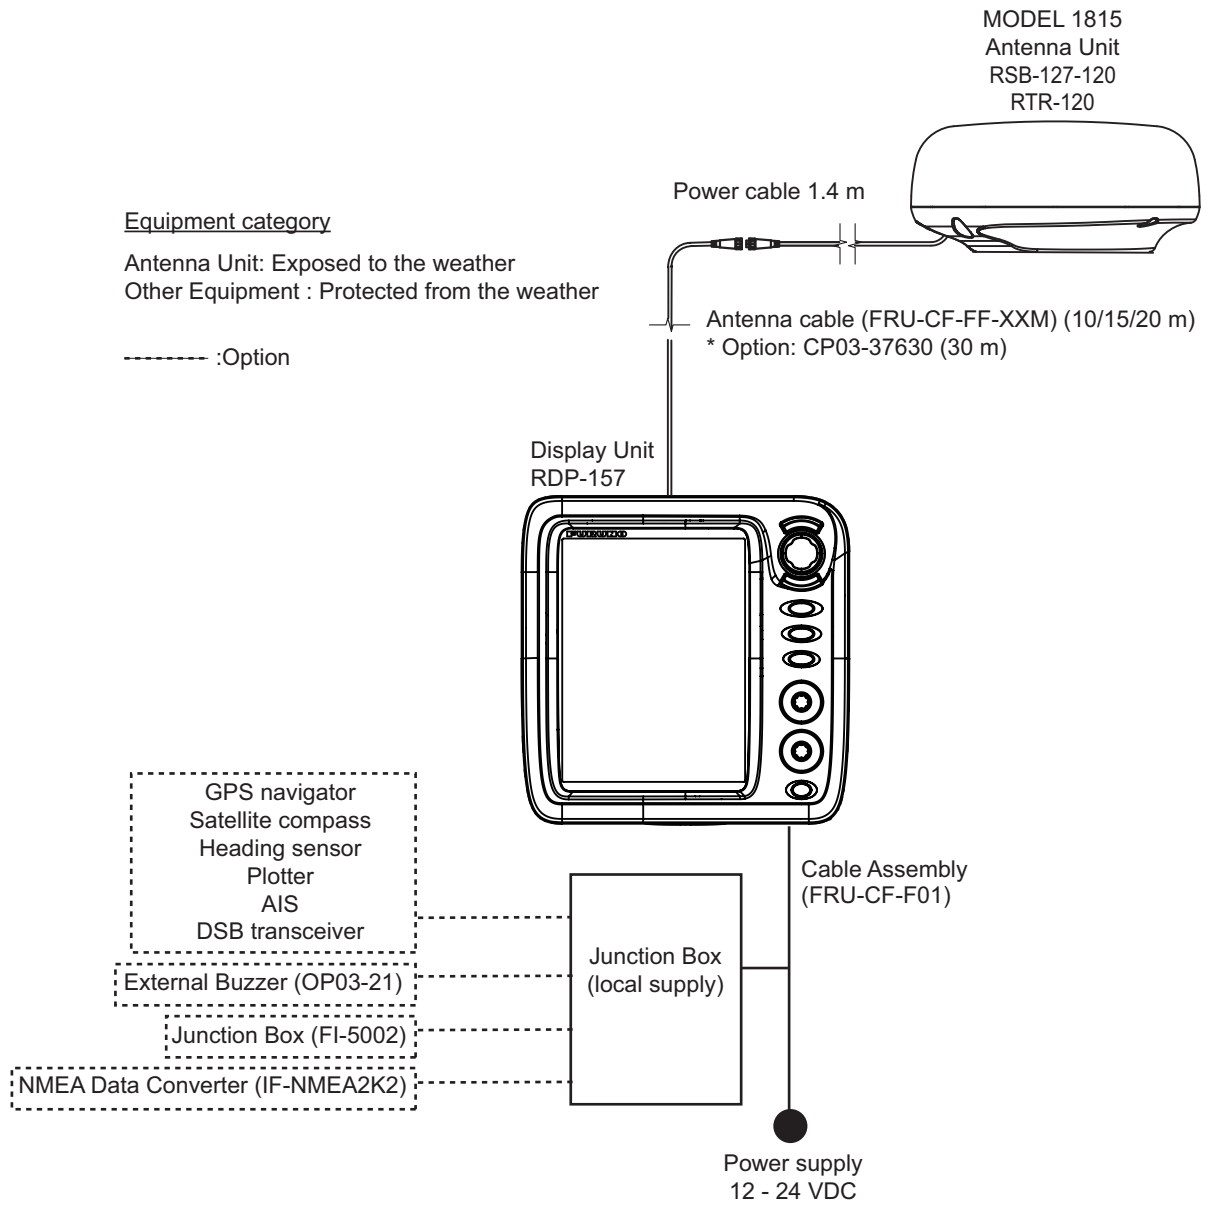 MODEL 1815
Antenna Unit
RSB-127-120
RTR-120
Power cable 1.4 m
Equipment category
Antenna Unit: Exposed to the weather
Other Equipment : Protected from the weather
:Option
Antenna cable (FRU-CF-FF-XXM) (10/15/20 m)
* Option: CP03-37630 (30 m)
Display Unit
RDP-157
FURUNO
GPS navigator
Satellite compass
Heading sensor
Plotter
AIS
DSB transceiver
External Buzzer (OP03-21)
Junction Box (FI-5002)
NMEA Data Converter (IF-NMEA2K2)
Junction Box
(local supply)
Cable Assembly
(FRU-CF-F01)
Power supply
12 - 24 VDC